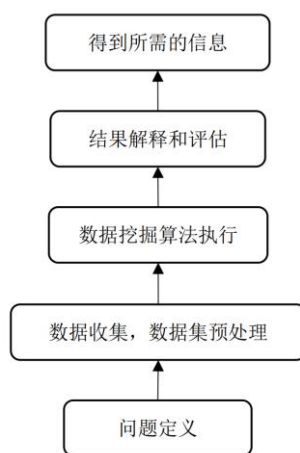 得到所需的信息
结果解释和评估
数据挖掘算法执行
数据收集，数据集预处理
问题定义